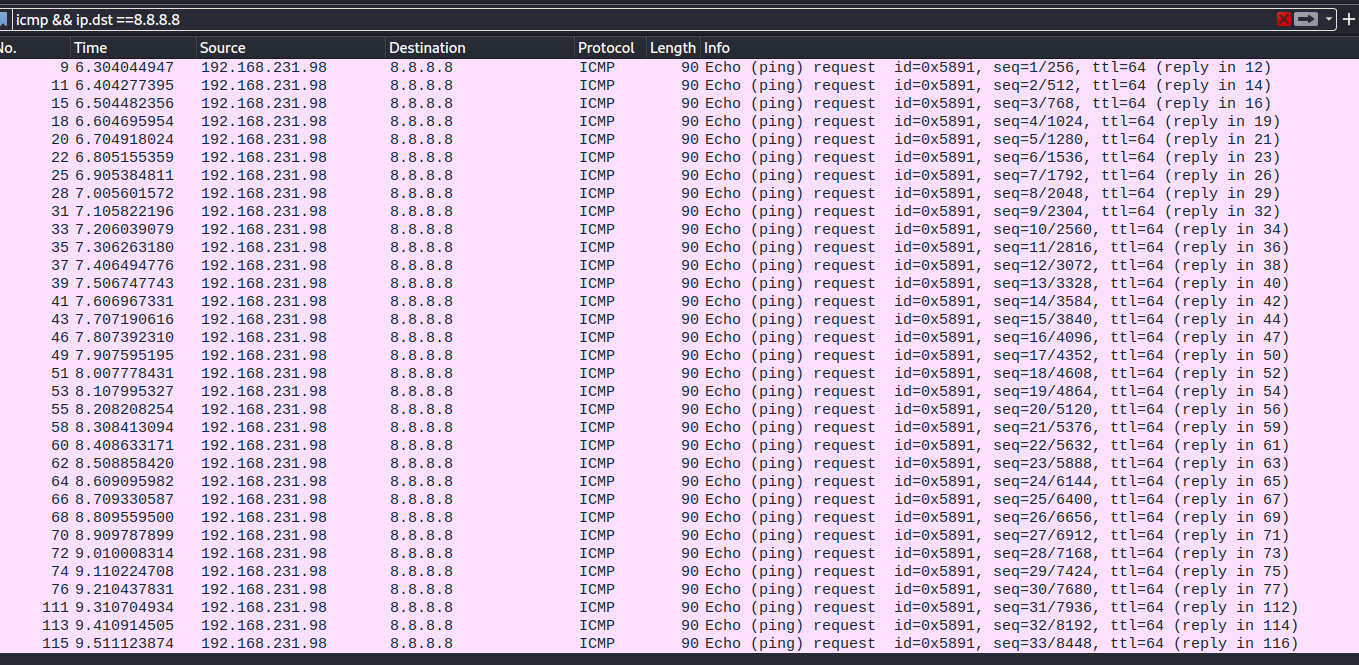 icmp && ip.dst ==8.8.8.8
No. Time Source Destination Protocol Length Info
9 6.304044947 192.168.231.98 8.8.8.8 ICMP 90 Echo (ping) request id=0x5891, seq=1/256, ttl=64 (reply in 12)
11 6.404277395 192.168.231.98 8.8.8.8 ICMP 90 Echo (ping) request id=0x5891, seq=2/512, ttl=64 (reply in 14)
15 6.504482356 192.168.231.98 8.8.8.8 ICMP 90 Echo (ping) request id=0x5891, seq=3/768, ttl=64 (reply in 16)
18 6.604695954 192.168.231.98 8.8.8.8 ICMP 90 Echo (ping) request id=0x5891, seq=4/1024, ttl=64 (reply in 19)
20 6.704918024 192.168.231.98 8.8.8.8 ICMP 90 Echo (ping) request id=0x5891, seq=5/1280, ttl=64 (reply in 21)
22 6.805155359 192.168.231.98 8.8.8.8 ICMP 90 Echo (ping) request id=0x5891, seq=6/1536, ttl=64 (reply in 23)
25 6.905384811 192.168.231.98 8.8.8.8 ICMP 90 Echo (ping) request id=0x5891, seq=7/1792, ttl=64 (reply in 26)
28 7.005601572 192.168.231.98 8.8.8.8 ICMP 90 Echo (ping) request id=0x5891, seq=8/2048, ttl=64 (reply in 29)
31 7.105822196 192.168.231.98 8.8.8.8 ICMP 90 Echo (ping) request id=0x5891, seq=9/2304, ttl=64 (reply in 32)
33 7.206039079 192.168.231.98 8.8.8.8 ICMP 90 Echo (ping) request id=0x5891, seq=10/2560, ttl=64 (reply in 34)
35 7.306263180 192.168.231.98 8.8.8.8 ICMP 90 Echo (ping) request id=0x5891, seq=11/2816, ttl=64 (reply in 36)
37 7.406494776 192.168.231.98 8.8.8.8 ICMP 90 Echo (ping) request id=0x5891, seq=12/3072, ttl=64 (reply in 38)
39 7.506747743 192.168.231.98 8.8.8.8 ICMP 90 Echo (ping) request id=0x5891, seq=13/3328, ttl=64 (reply in 40)
41 7.606967331 192.168.231.98 8.8.8.8 ICMP 90 Echo (ping) request id=0x5891, seq=14/3584, ttl=64 (reply in 42)
43 7.707190616 192.168.231.98 8.8.8.8 ICMP 90 Echo (ping) request id=0x5891, seq=15/3840, ttl=64 (reply in 44)
46 7.807392310 192.168.231.98 8.8.8.8 ICMP 90 Echo (ping) request id=0x5891, seq=16/4096, ttl=64 (reply in 47)
49 7.907595195 192.168.231.98 8.8.8.8 ICMP 90 Echo (ping) request id=0x5891, seq=17/4352, ttl=64 (reply in 50)
51 8.007778431 192.168.231.98 8.8.8.8 ICMP 90 Echo (ping) request id=0x5891, seq=18/4608, ttl=64 (reply in 52)
53 8.107995327 192.168.231.98 8.8.8.8 ICMP 90 Echo (ping) request id=0x5891, seq=19/4864, ttl=64 (reply in 54)
55 8.208208254 192.168.231.98 8.8.8.8 ICMP 90 Echo (ping) request id=0x5891, seq=20/5120, ttl=64 (reply in 56)
58 8.308413094 192.168.231.98 8.8.8.8 ICMP 90 Echo (ping) request id=0x5891, seq=21/5376, ttl=64 (reply in 59)
60 8.408633171 192.168.231.98 8.8.8.8 ICMP 90 Echo (ping) request id=0x5891, seq=22/5632, ttl=64 (reply in 61)
62 8.508858420 192.168.231.98 8.8.8.8 ICMP 90 Echo (ping) request id=0x5891, seq=23/5888, ttl=64 (reply in 63)
64 8.609095982 192.168.231.98 8.8.8.8 ICMP 90 Echo (ping) request id=0x5891, seq=24/6144, ttl=64 (reply in 65)
66 8.709330587 192.168.231.98 8.8.8.8 ICMP 90 Echo (ping) request id=0x5891, seq=25/6400, ttl=64 (reply in 67)
68 8.809559500 192.168.231.98 8.8.8.8 ICMP 90 Echo (ping) request id=0x5891, seq=26/6656, ttl=64 (reply in 69)
70 8.909787899 192.168.231.98 8.8.8.8 ICMP 90 Echo (ping) request id=0x5891, seq=27/6912, ttl=64 (reply in 71)
72 9.010008314 192.168.231.98 8.8.8.8 ICMP 90 Echo (ping) request id=0x5891, seq=28/7168, ttl=64 (reply in 73)
74 9.110224708 192.168.231.98 8.8.8.8 ICMP 90 Echo (ping) request id=0x5891, seq=29/7424, ttl=64 (reply in 75)
76 9.210437831 192.168.231.98 8.8.8.8 ICMP 90 Echo (ping) request id=0x5891, seq=30/7680, ttl=64 (reply in 77)
111 9.310704934 192.168.231.98 8.8.8.8 ICMP 90 Echo (ping) request id=0x5891, seq=31/7936, ttl=64 (reply in 112)
113 9.410914505 192.168.231.98 8.8.8.8 ICMP 90 Echo (ping) request id=0x5891, seq=32/8192, ttl=64 (reply in 114)
115 9.511123874 192.168.231.98 8.8.8.8 ICMP 90 Echo (ping) request id=0x5891, seq=33/8448, ttl=64 (reply in 116)